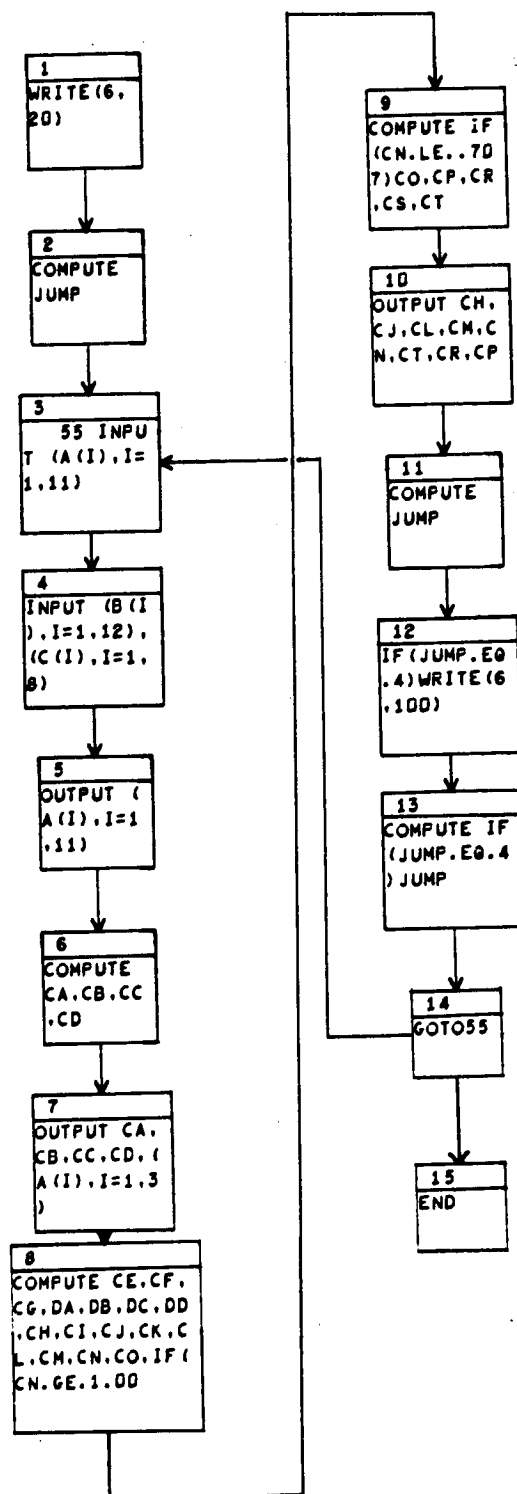 1
WRITE(6,
20)
2
COMPUTE
JUMP
3
55 INPU
T (A(I),I=
1,11)
4
INPUT (B(I
),I=1,12),
(C(I),I=1,
8)
5
OUTPUT (
A(I),I=1
,11)
6
COMPUTE
CA,CB,CC
,CD
7
OUTPUT CA,
CB,CC,CD,(
A(I),I=1,3
)
8
COMPUTE CE,CF,
CG,DA,DB,DC,DD
,CH,CI,CJ,CK,C
L,CM,CN,CO,IF(
CN.GE.1.00
9
COMPUTE IF
(CN.LE..70
7)CO,CP,CR
,CS,CT
10
OUTPUT CH,
CJ,CL,CM,C
N,CT,CR,CP
11
COMPUTE
JUMP
12
IF(JUMP.EQ
.4)WRITE(6
,100)
13
COMPUTE IF
(JUMP.EQ.4
)JUMP
14
GOTO55
15
END